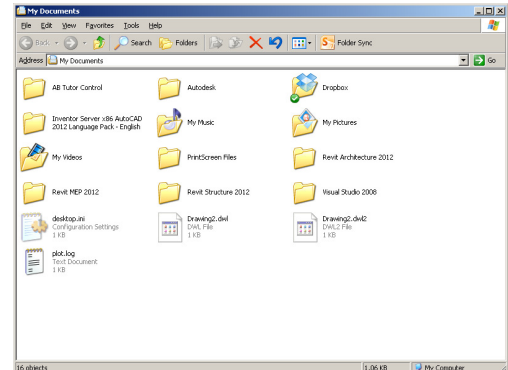 My Documents
File Edit View Favorites Tools Help
Back Search Folders Folder Sync
Address My Documents Go
AB Tutor Control
Autodesk
Dropbox
Inventor Server x86 AutoCAD
2012 Language Pack - English
My Music
My Pictures
My Videos
PrintScreen Files
Revit Architecture 2012
Revit MEP 2012
Revit Structure 2012
Visual Studio 2008
desktop.ini
Configuration Settings
1 KB
Drawing2.dwl
DWL File
1 KB
Drawing2.dwl2
DWL2 File
1 KB
plot.log
Text Document
1 KB
16 objects 1.06 KB My Computer